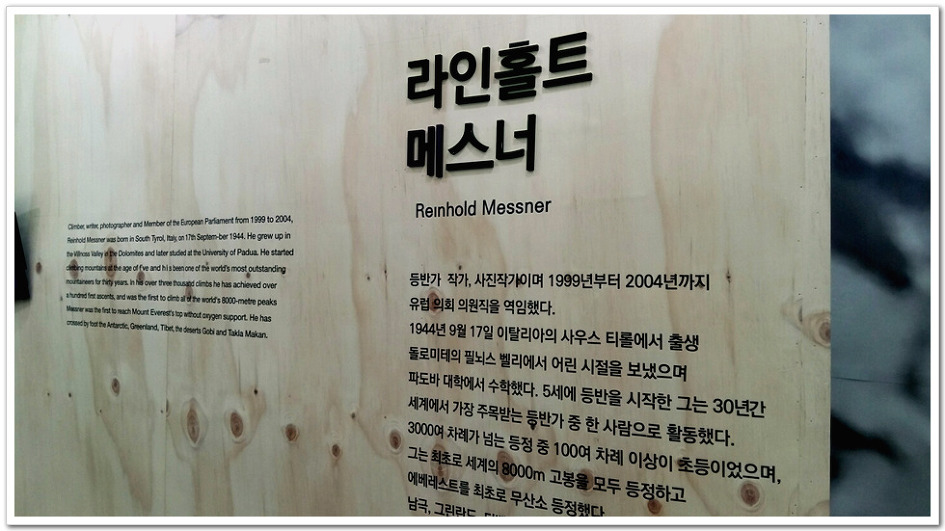 라인홀트
메스너
Reinhold Messner
Climber, writer, photographer and Member of the European Parliament from 1999 to 2004,
Reinhold Messner was born in South Tyrol, Italy, on 17th Septem-ber 1944. He grew up in
the Villnoss Valley in the Dolomites and later studied at the University of Padua. He started
climbing mountains at the age of five and his been one of the world's most outstanding
mountaineers for thirty years. In his over three thousand climbs he has achieved over
a hundred first ascents, and was the first to climb all of the world's 8000-metre peaks
Messner was the first to reach Mount Everest's top without oxygen support. He has
crossed by foot the Antarctic, Greenland, Tibet, the deserts Gobi and Takla Makan.
등반가 작가, 사진작가이며 1999년부터 2004년까지
유럽 의회 의원직을 역임했다.
1944년 9월 17일 이탈리아의 사우스 티롤에서 출생
돌로미테의 필뇌스 벨리에서 어린 시절을 보냈으며
파도바 대학에서 수학했다. 5세에 등반을 시작한 그는 30년간
세계에서 가장 주목받는 등반가 중 한 사람으로 활동했다.
3000여 차례가 넘는 등정 중 100여 차례 이상이 초등이었으며,
그는 최초로 세계의 8000m 고봉을 모두 등정하고
에베레스트를 최초로 무산소 등정했다.
남극, 그린란드,